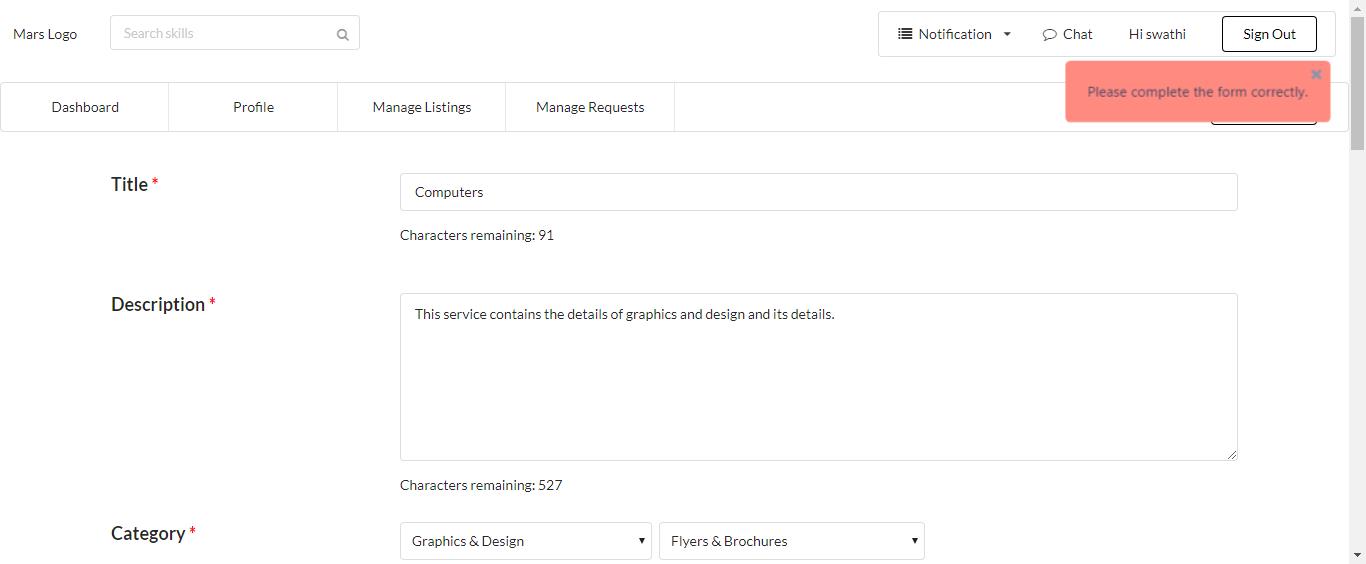 Mars Logo
Search skills
Notification
Chat
Hi swathi
Sign Out
Please complete the form correctly.
Dashboard
Profile
Manage Listings
Manage Requests
Title *
Computers
Characters remaining: 91
Description *
This service contains the details of graphics and design and its details.
Characters remaining: 527
Category *
Graphics & Design
Flyers & Brochures